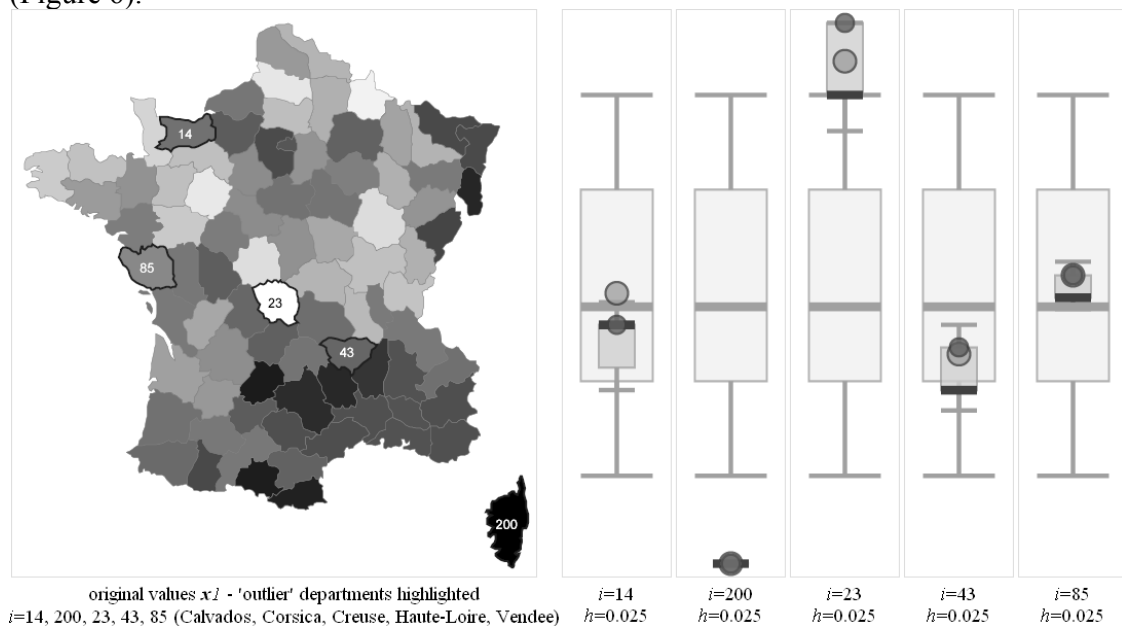 (Figure 6).
14
85
23
43
200
original values x1 - 'outlier' departments highlighted
i=14, 200, 23, 43, 85 (Calvados, Corsica, Creuse, Haute-Loire, Vendee)
i=14 i=200 i=23 i=43 i=85
h=0.025 h=0.025 h=0.025 h=0.025 h=0.025